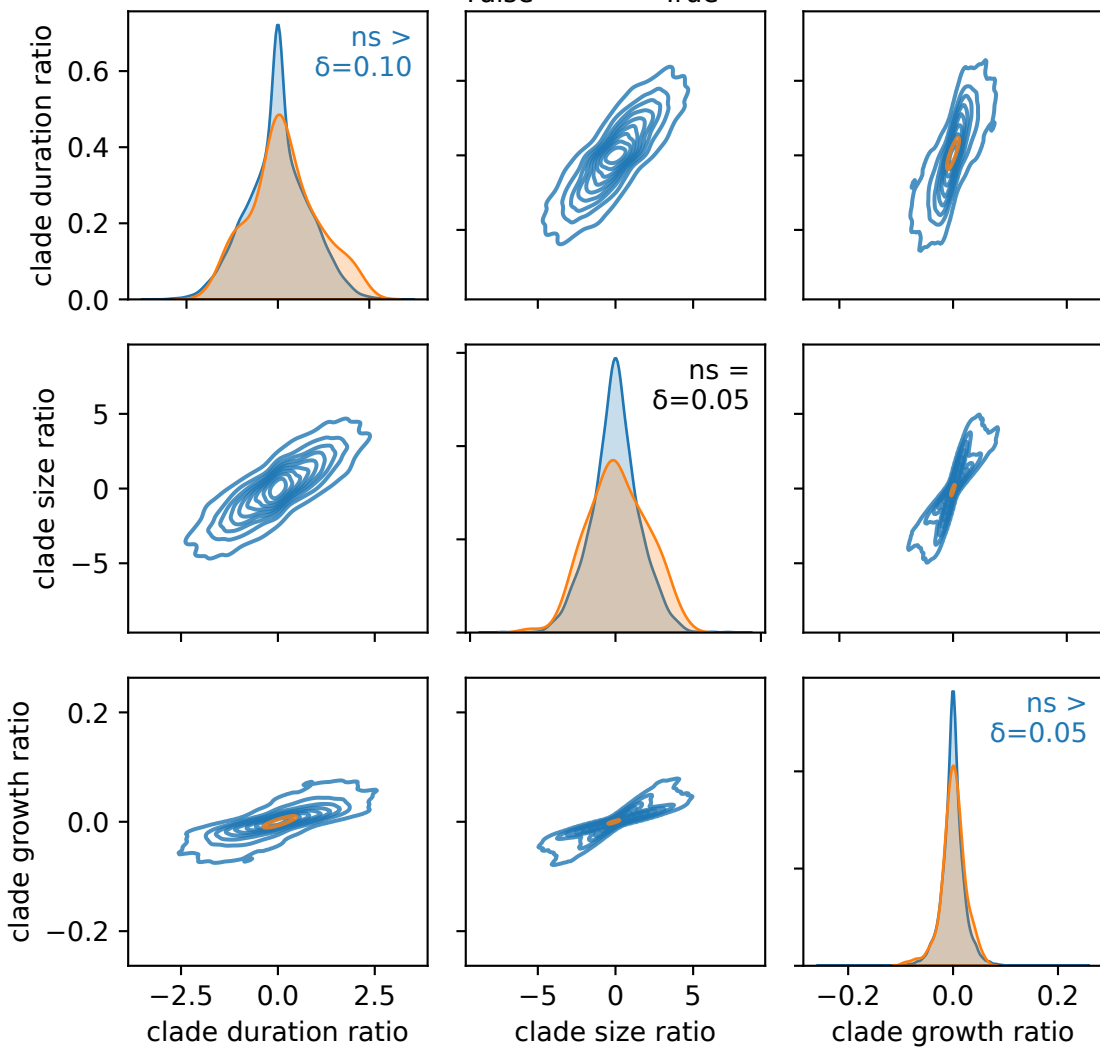 True
clade duration ratio
0.6
0.4
0.2
0.0
ns >
δ=0.10
clade size ratio
5
0
−5
ns =
δ=0.05
clade growth ratio
0.2
0.0
−0.2
ns >
δ=0.05
−2.5
0.0
2.5
−5
0
5
−0.2
0.0
0.2
clade duration ratio
clade size ratio
clade growth ratio